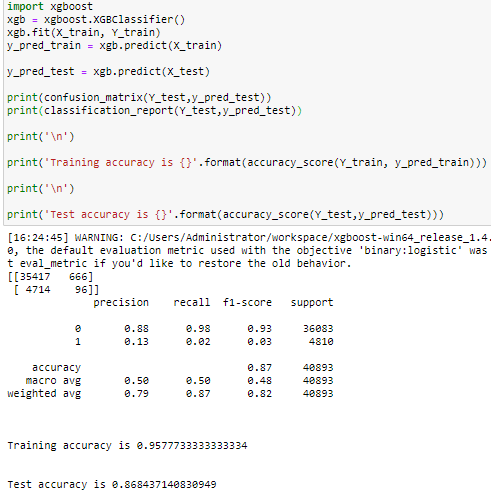 import xgboost
xgb = xgboost.XGBClassifier()
xgb.fit(X_train, Y_train)
y_pred_train = xgb.predict(X_train)
y_pred_test = xgb.predict(X_test)
print(confusion_matrix(Y_test,y_pred_test))
print(classification_report(Y_test,y_pred_test))
print('\n')
print('Training accuracy is {}'.format(accuracy_score(Y_train, y_pred_train)))
print('\n')
print('Test accuracy is {}'.format(accuracy_score(Y_test,y_pred_test)))
[16:24:45] WARNING: C:/Users/Administrator/workspace/xgboost-win64_release_1.4.
0, the default evaluation metric used with the objective 'binary:logistic' was
t eval_metric if you'd like to restore the old behavior.
[[35417 666]
[ 4714 96]]
precision recall f1-score support
0 0.88 0.98 0.93 36083
1 0.13 0.02 0.03 4810
accuracy 0.87 40893
macro avg 0.50 0.50 0.48 40893
weighted avg 0.79 0.87 0.82 40893
Training accuracy is 0.9577733333333334
Test accuracy is 0.868437140830949